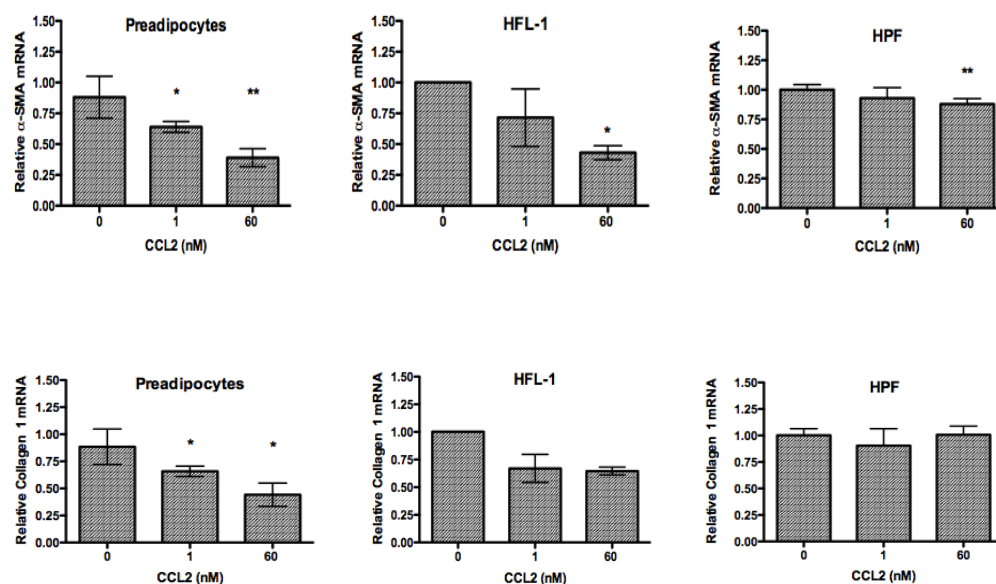 Preadipocytes
Relative α-SMA mRNA
1.50
1.25
1.00
0.75
0.50
0.25
0.00
* **
0 1 60
CCL2 (nM)
HFL-1
Relative α-SMA mRNA
1.50
1.25
1.00
0.75
0.50
0.25
0.00
*
0 1 60
CCL2 (nM)
HPF
Relative α-SMA mRNA
1.50
1.25
1.00
0.75
0.50
0.25
0.00
**
0 1 60
CCL2 (nM)
Preadipocytes
Relative Collagen 1 mRNA
1.50
1.25
1.00
0.75
0.50
0.25
0.00
* *
0 1 60
CCL2 (nM)
HFL-1
Relative Collagen 1 mRNA
1.50
1.25
1.00
0.75
0.50
0.25
0.00
0 1 60
CCL2 (nM)
HPF
Relative Collagen 1 mRNA
1.50
1.25
1.00
0.75
0.50
0.25
0.00
0 1 60
CCL2 (nM)